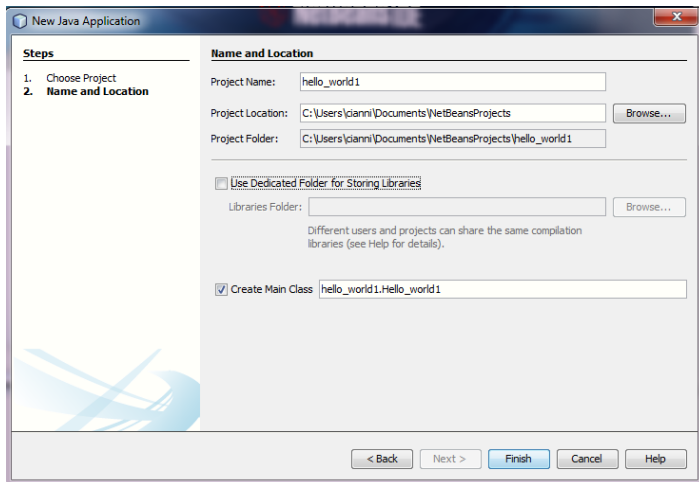 New Java Application
Steps
1. Choose Project
2. Name and Location
Name and Location
Project Name: hello_world1
Project Location: C:\Users\cianni\Documents\NetBeansProjects Browse...
Project Folder: C:\Users\cianni\Documents\NetBeansProjects\hello_world1
Use Dedicated Folder for Storing Libraries
Libraries Folder: Browse...
Different users and projects can share the same compilation
libraries (see Help for details).
Create Main Class hello_world1.Hello_world1
< Back Next > Finish Cancel Help